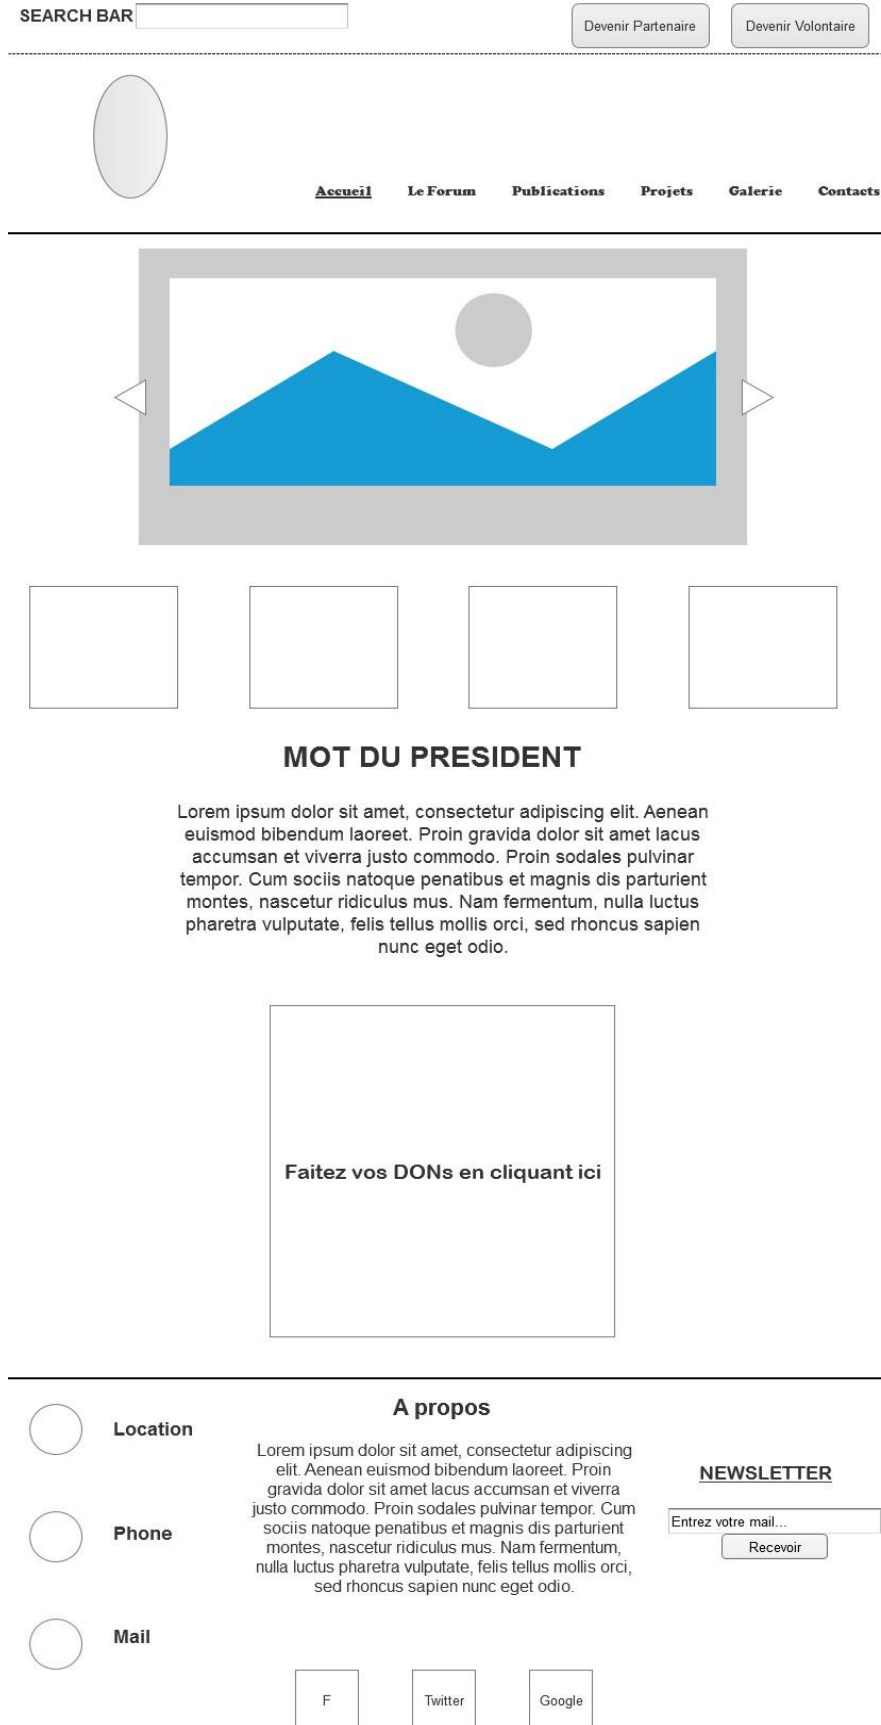 SEARCH BAR
Devenir Partenaire
Devenir Volontaire
Accueil Le Forum Publications Projets Galerie Contacts
MOT DU PRESIDENT
Lorem ipsum dolor sit amet, consectetur adipiscing elit. Aenean
euismod bibendum laoreet. Proin gravida dolor sit amet lacus
accumsan et viverra justo commodo. Proin sodales pulvinar
tempor. Cum sociis natoque penatibus et magnis dis parturient
montes, nascetur ridiculus mus. Nam fermentum, nulla luctus
pharetra vulputate, felis tellus mollis orci, sed rhoncus sapien
nunc eget odio.
Faitez vos DONs en cliquant ici
Location
Phone
Mail
A propos
Lorem ipsum dolor sit amet, consectetur adipiscing
elit. Aenean euismod bibendum laoreet. Proin
gravida dolor sit amet lacus accumsan et viverra
justo commodo. Proin sodales pulvinar tempor. Cum
sociis natoque penatibus et magnis dis parturient
montes, nascetur ridiculus mus. Nam fermentum,
nulla luctus pharetra vulputate, felis tellus mollis orci,
sed rhoncus sapien nunc eget odio.
NEWSLETTER
Entrez votre mail...
Recevoir
F
Twitter
Google